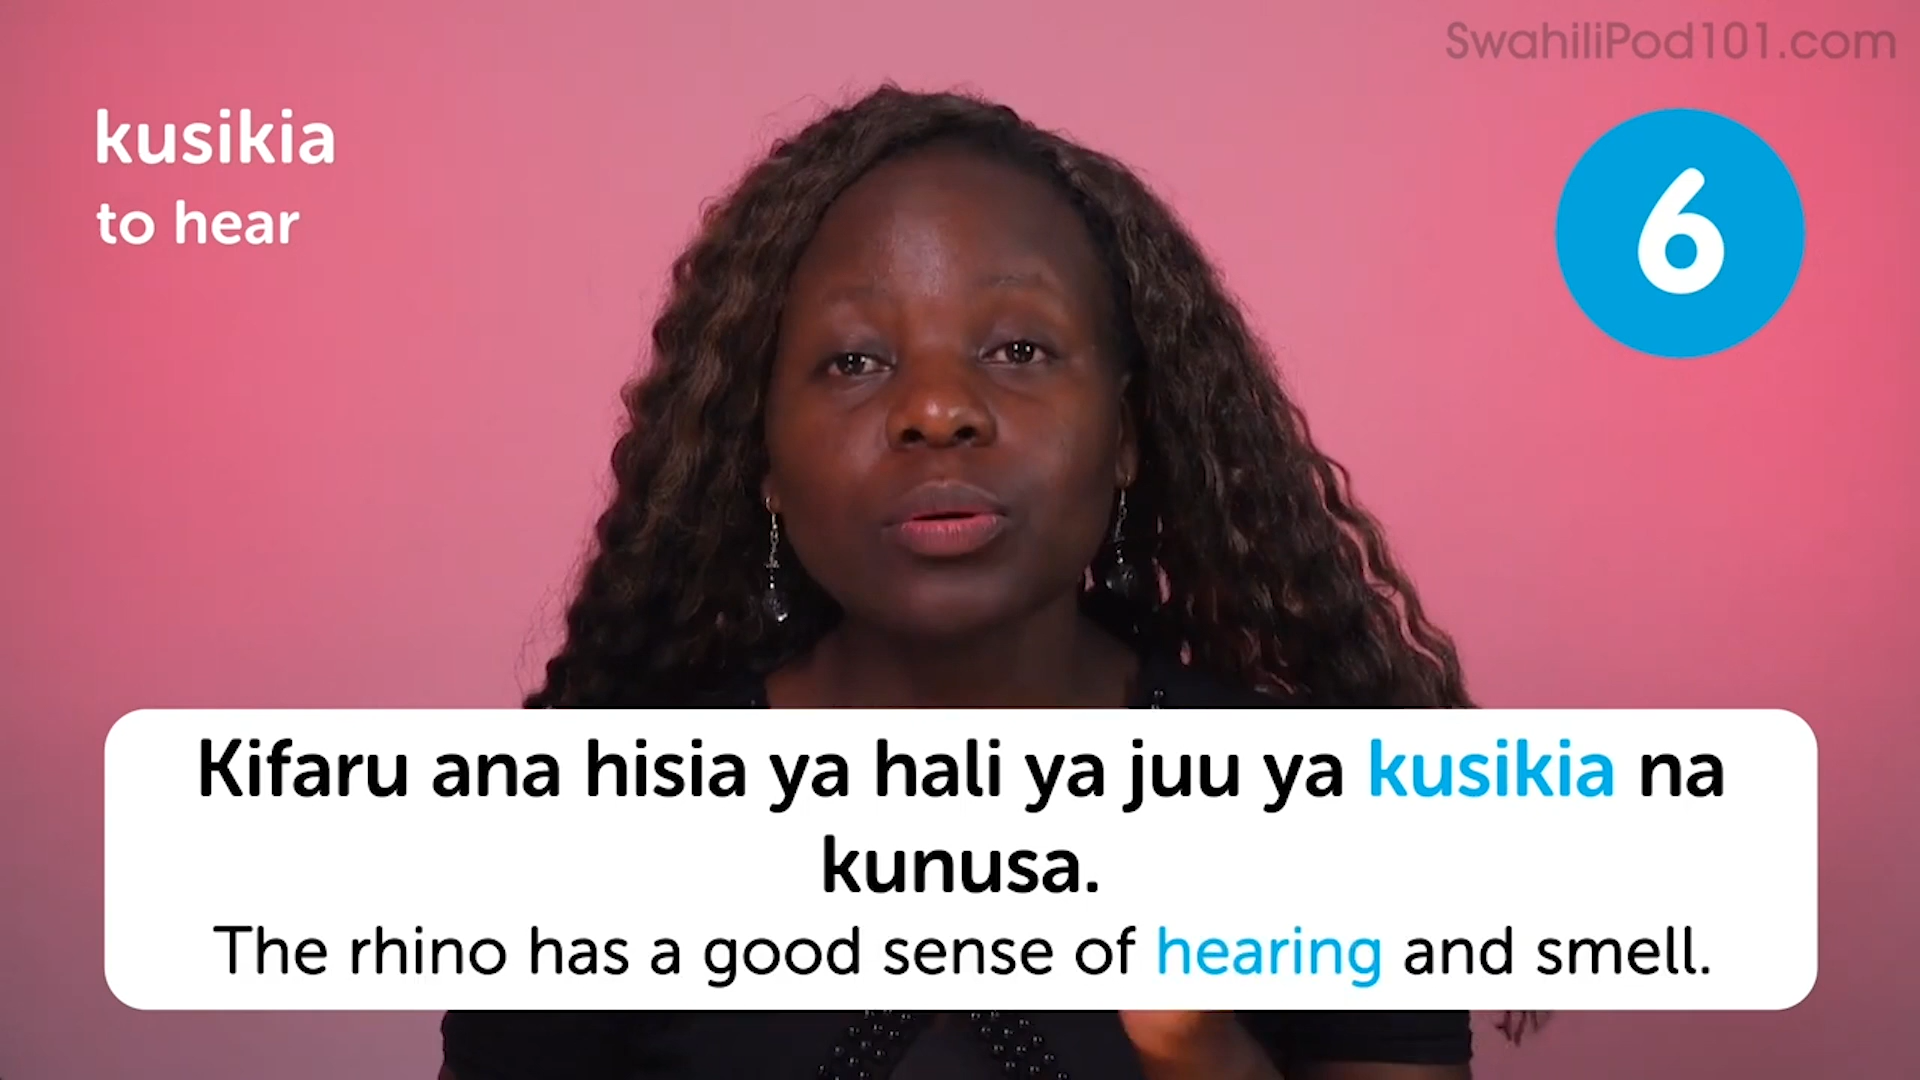 SwahiliPod101.com
kusikia
to hear
6
Kifaru ana hisia ya hali ya juu ya kusikia na
kunusa.
The rhino has a good sense of hearing and smell.